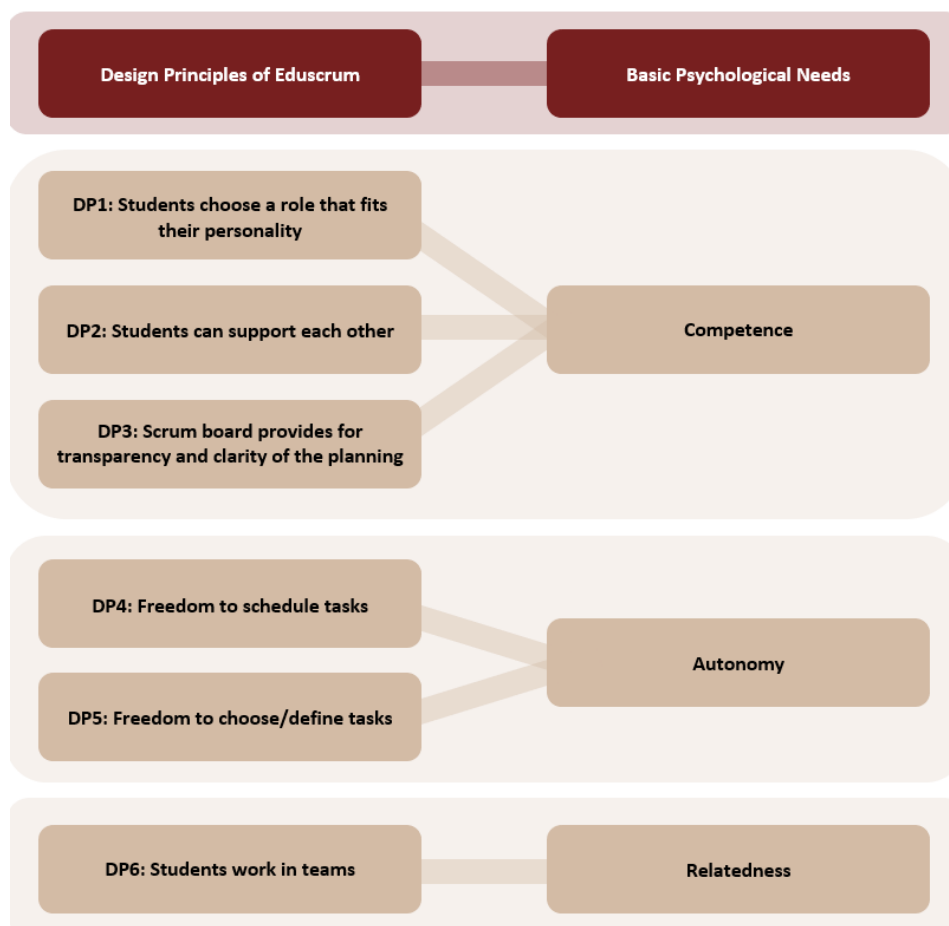 Design Principles of Eduscrum
Basic Psychological Needs
DP1: Students choose a role that fits
their personality
DP2: Students can support each other
DP3: Scrum board provides for
transparency and clarity of the planning
Competence
DP4: Freedom to schedule tasks
DP5: Freedom to choose/define tasks
Autonomy
DP6: Students work in teams
Relatedness